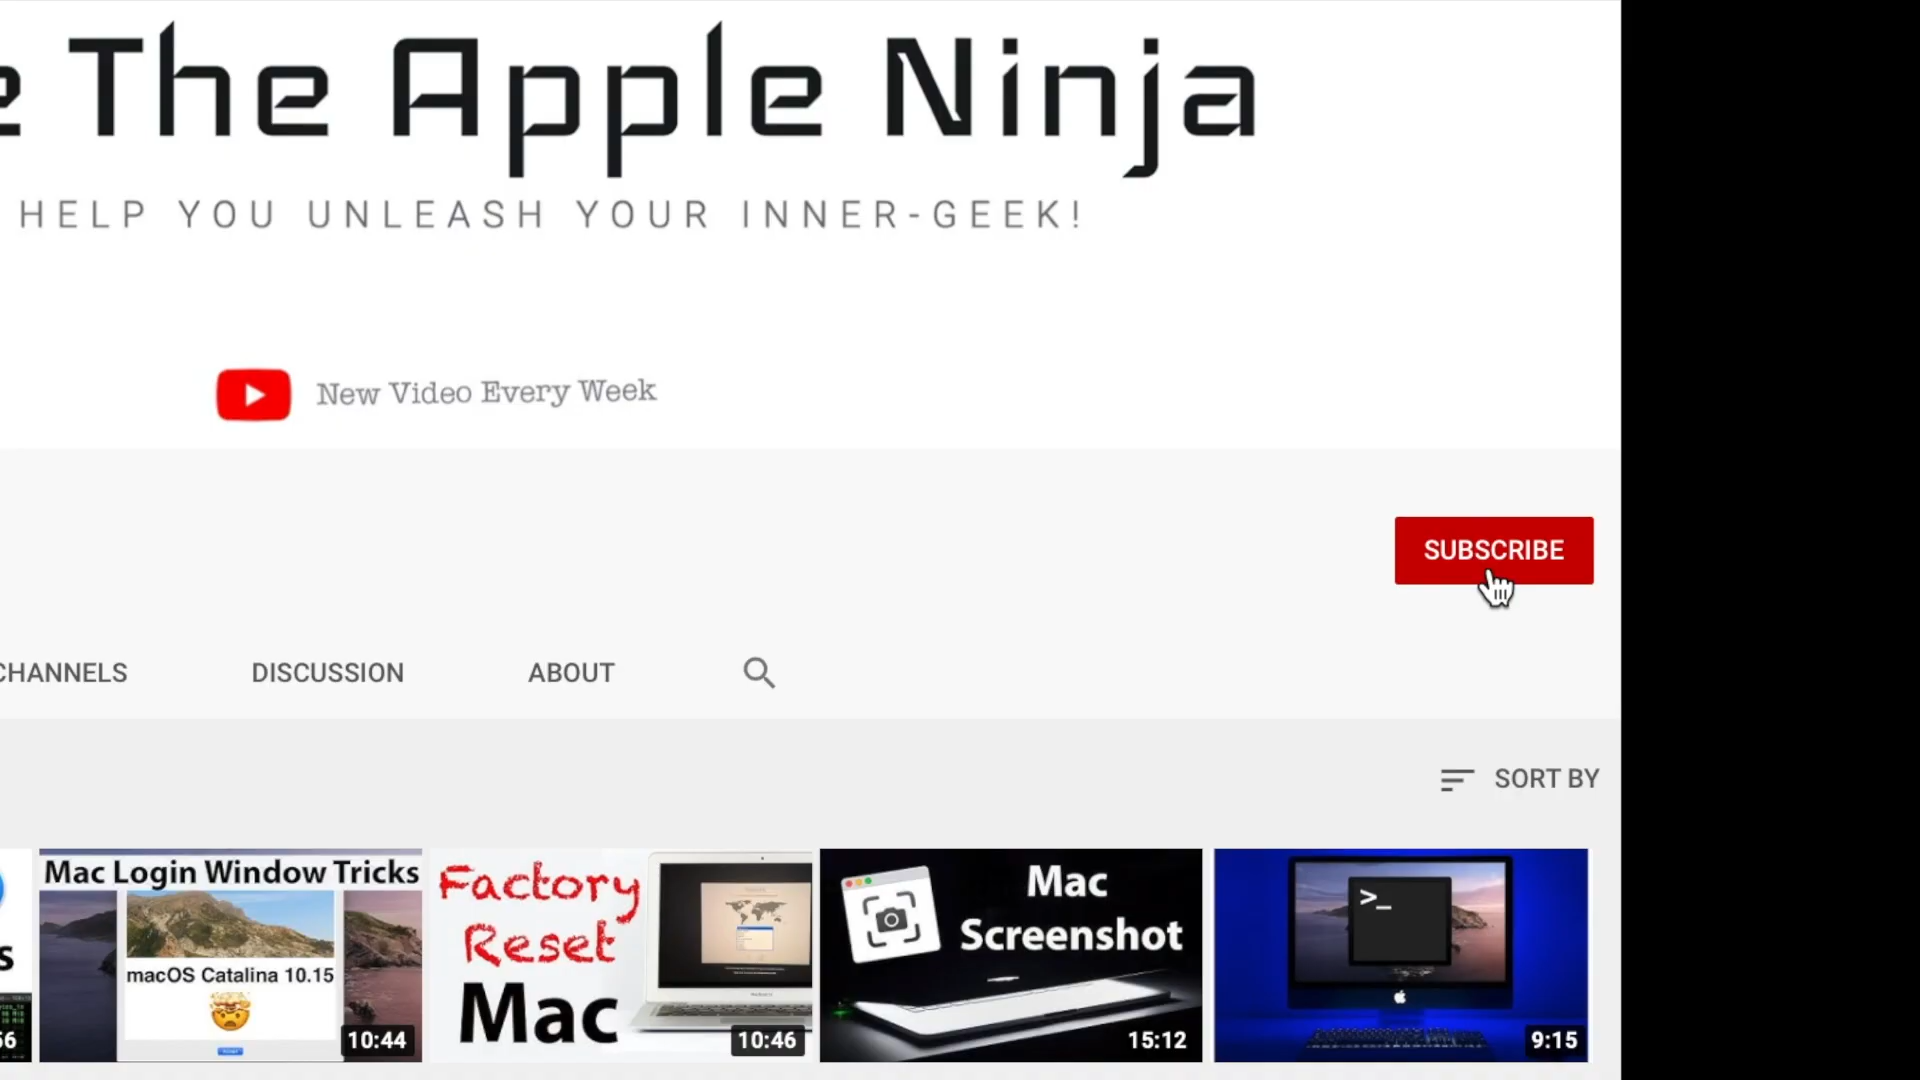 e The Apple Ninja
HELP YOU UNLEASH YOUR INNER-GEEK!
New Video Every Week
SUBSCRIBE
CHANNELS
DISCUSSION
ABOUT
SORT BY
s
56
Mac Login Window Tricks
macOS Catalina 10.15
10:44
Factory
Reset
Mac
10:46
Mac
Screenshot
15:12
>_
9:15